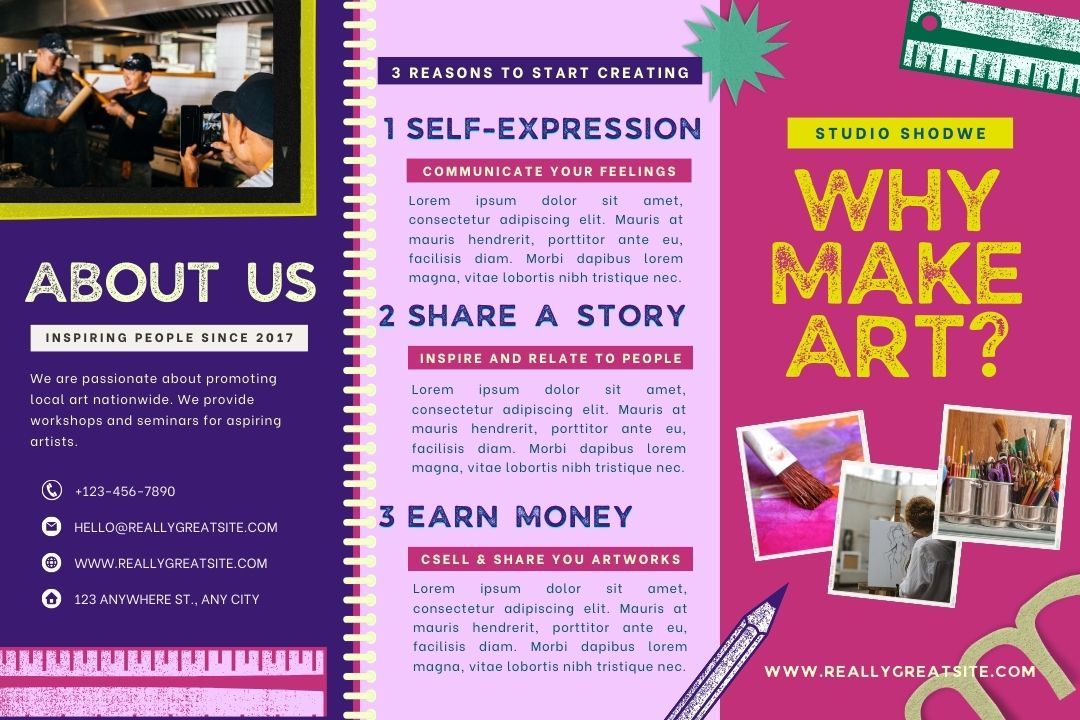 ABOUT US
INSPIRING PEOPLE SINCE 2017
We are passionate about promoting
local art nationwide. We provide
workshops and seminars for aspiring
artists.
+123-456-7890
HELLO@REALLYGREATSITE.COM
WWW.REALLYGREATSITE.COM
123 ANYWHERE ST., ANY CITY
3 REASONS TO START CREATING
1 SELF-EXPRESSION
COMMUNICATE YOUR FEELINGS
Lorem ipsum dolor sit amet,
consectetur adipiscing elit. Mauris at
mauris hendrerit, porttitor ante eu,
facilisis diam. Morbi dapibus lorem
magna, vitae lobortis nibh tristique nec.
2 SHARE A STORY
INSPIRE AND RELATE TO PEOPLE
Lorem ipsum dolor sit amet,
consectetur adipiscing elit. Mauris at
mauris hendrerit, porttitor ante eu,
facilisis diam. Morbi dapibus lorem
magna, vitae lobortis nibh tristique nec.
3 EARN MONEY
CSELL & SHARE YOU ARTWORKS
Lorem ipsum dolor sit amet,
consectetur adipiscing elit. Mauris at
mauris hendrerit, porttitor ante eu,
facilisis diam. Morbi dapibus lorem
magna, vitae lobortis nibh tristique nec.
STUDIO SHODWE
WHY
MAKE
ART?
WWW.REALLYGREATSITE.COM